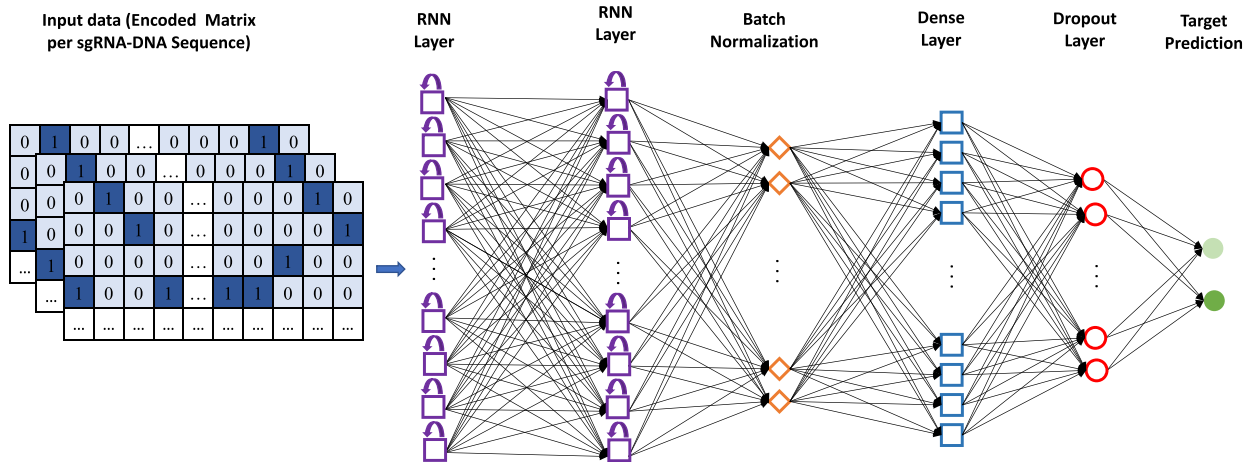 Input data (Encoded Matrix
per sgRNA-DNA Sequence)
RNN
Layer
RNN
Layer
Batch
Normalization
Dense
Layer
Dropout
Layer
Target
Prediction
0 1 0 0 … 0 0 0 1 0
0 0 1 0 0 … 0 0 0 1 0
0 0 0 1 0 0 … 0 0 0 1 0
1 0 0 0 1 0 … 0 0 0 0 1
... 1 0 0 0 0 … 0 0 1 0 0
... 1 0 0 1 … 1 1 0 0 0
... ... ... ... ... ... ... ... ... ...